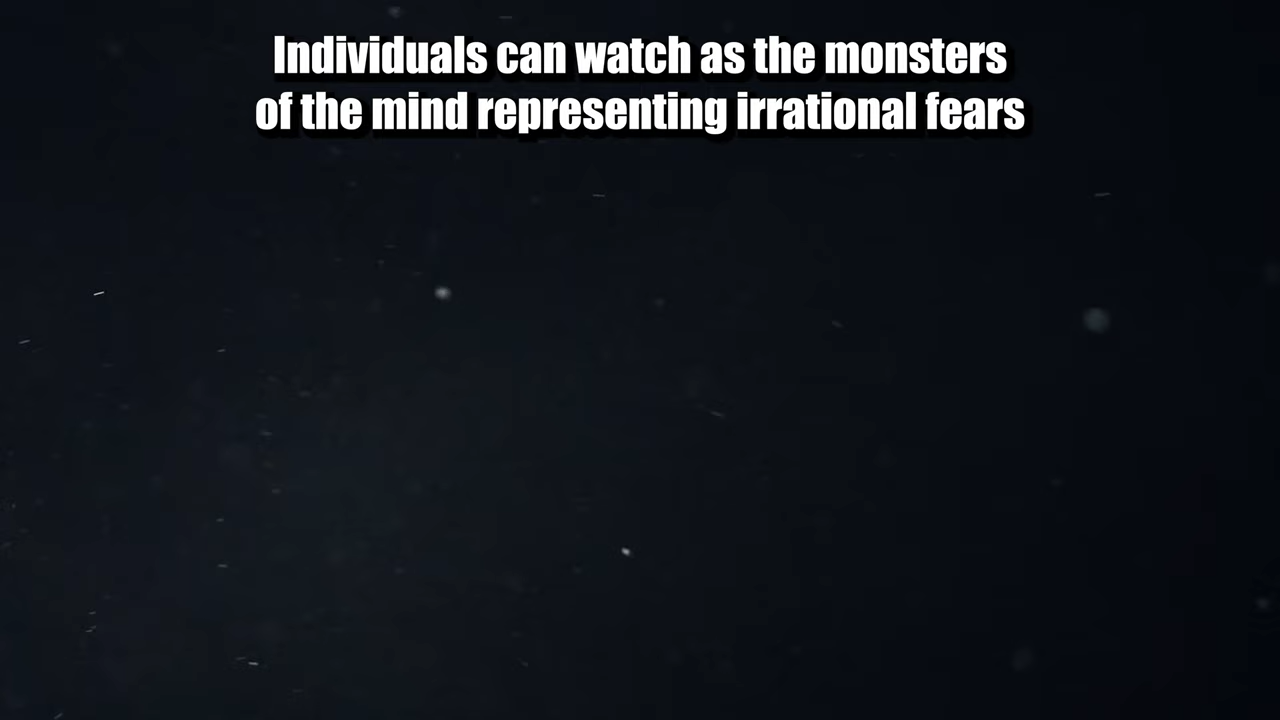 Individuals can watch as the monsters
of the mind representing irrational fears